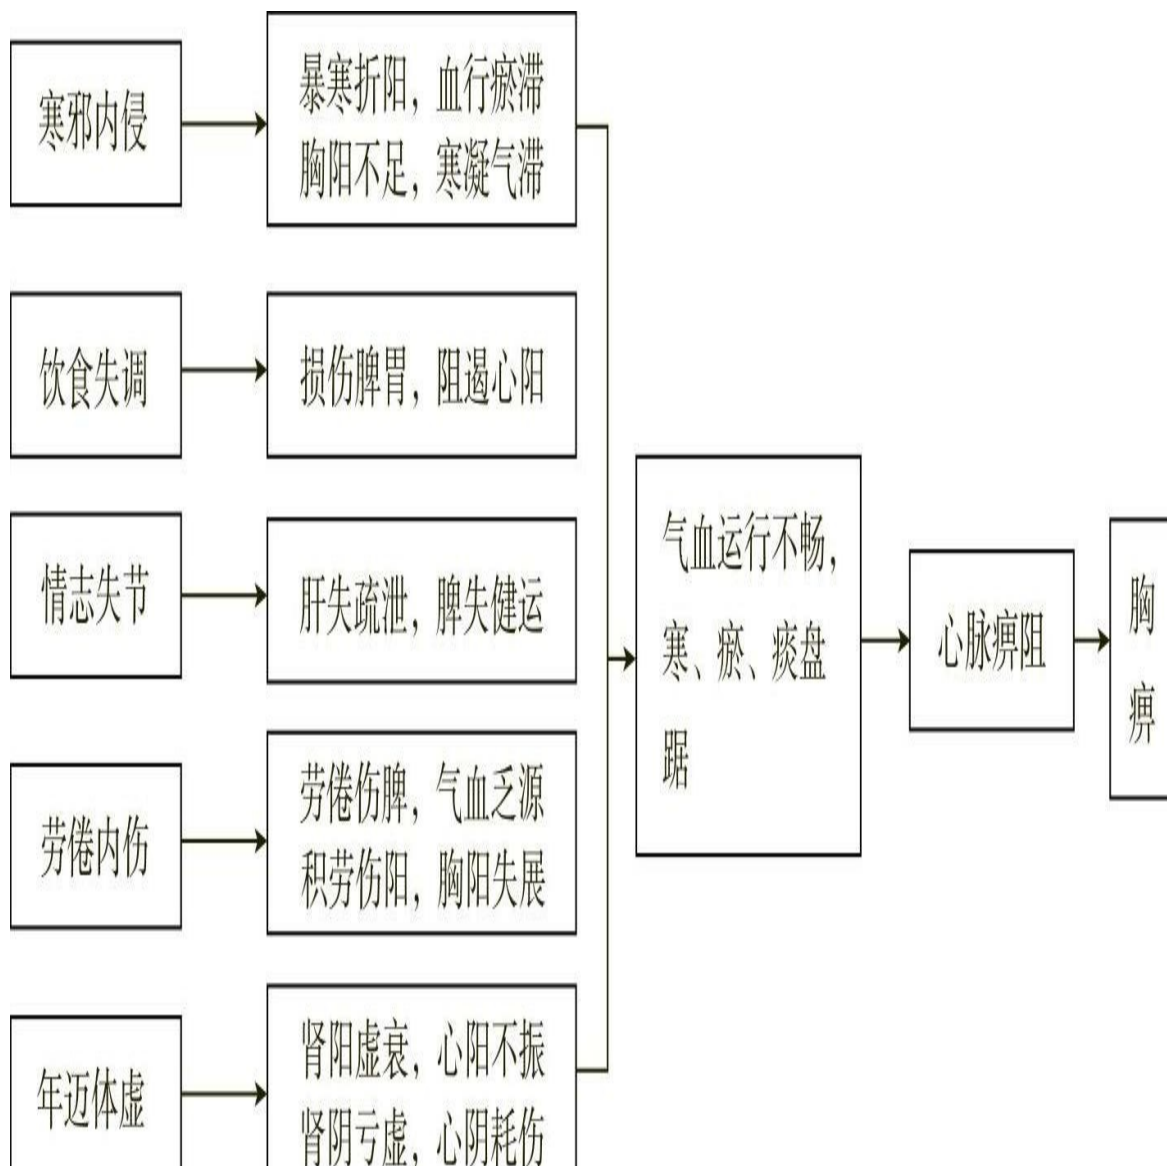 寒邪内侵
暴寒折阳，血行瘀滞
胸阳不足，寒凝气滞
饮食失调
损伤脾胃，阻遏心阳
情志失节
肝失疏泄，脾失健运
劳倦内伤
劳倦伤脾，气血乏源
积劳伤阳，胸阳失展
年迈体虚
肾阳虚衰，心阳不振
肾阴亏虚，心阴耗伤
气血运行不畅，
寒、瘀、痰盘
踞
心脉痹阻
胸
痹